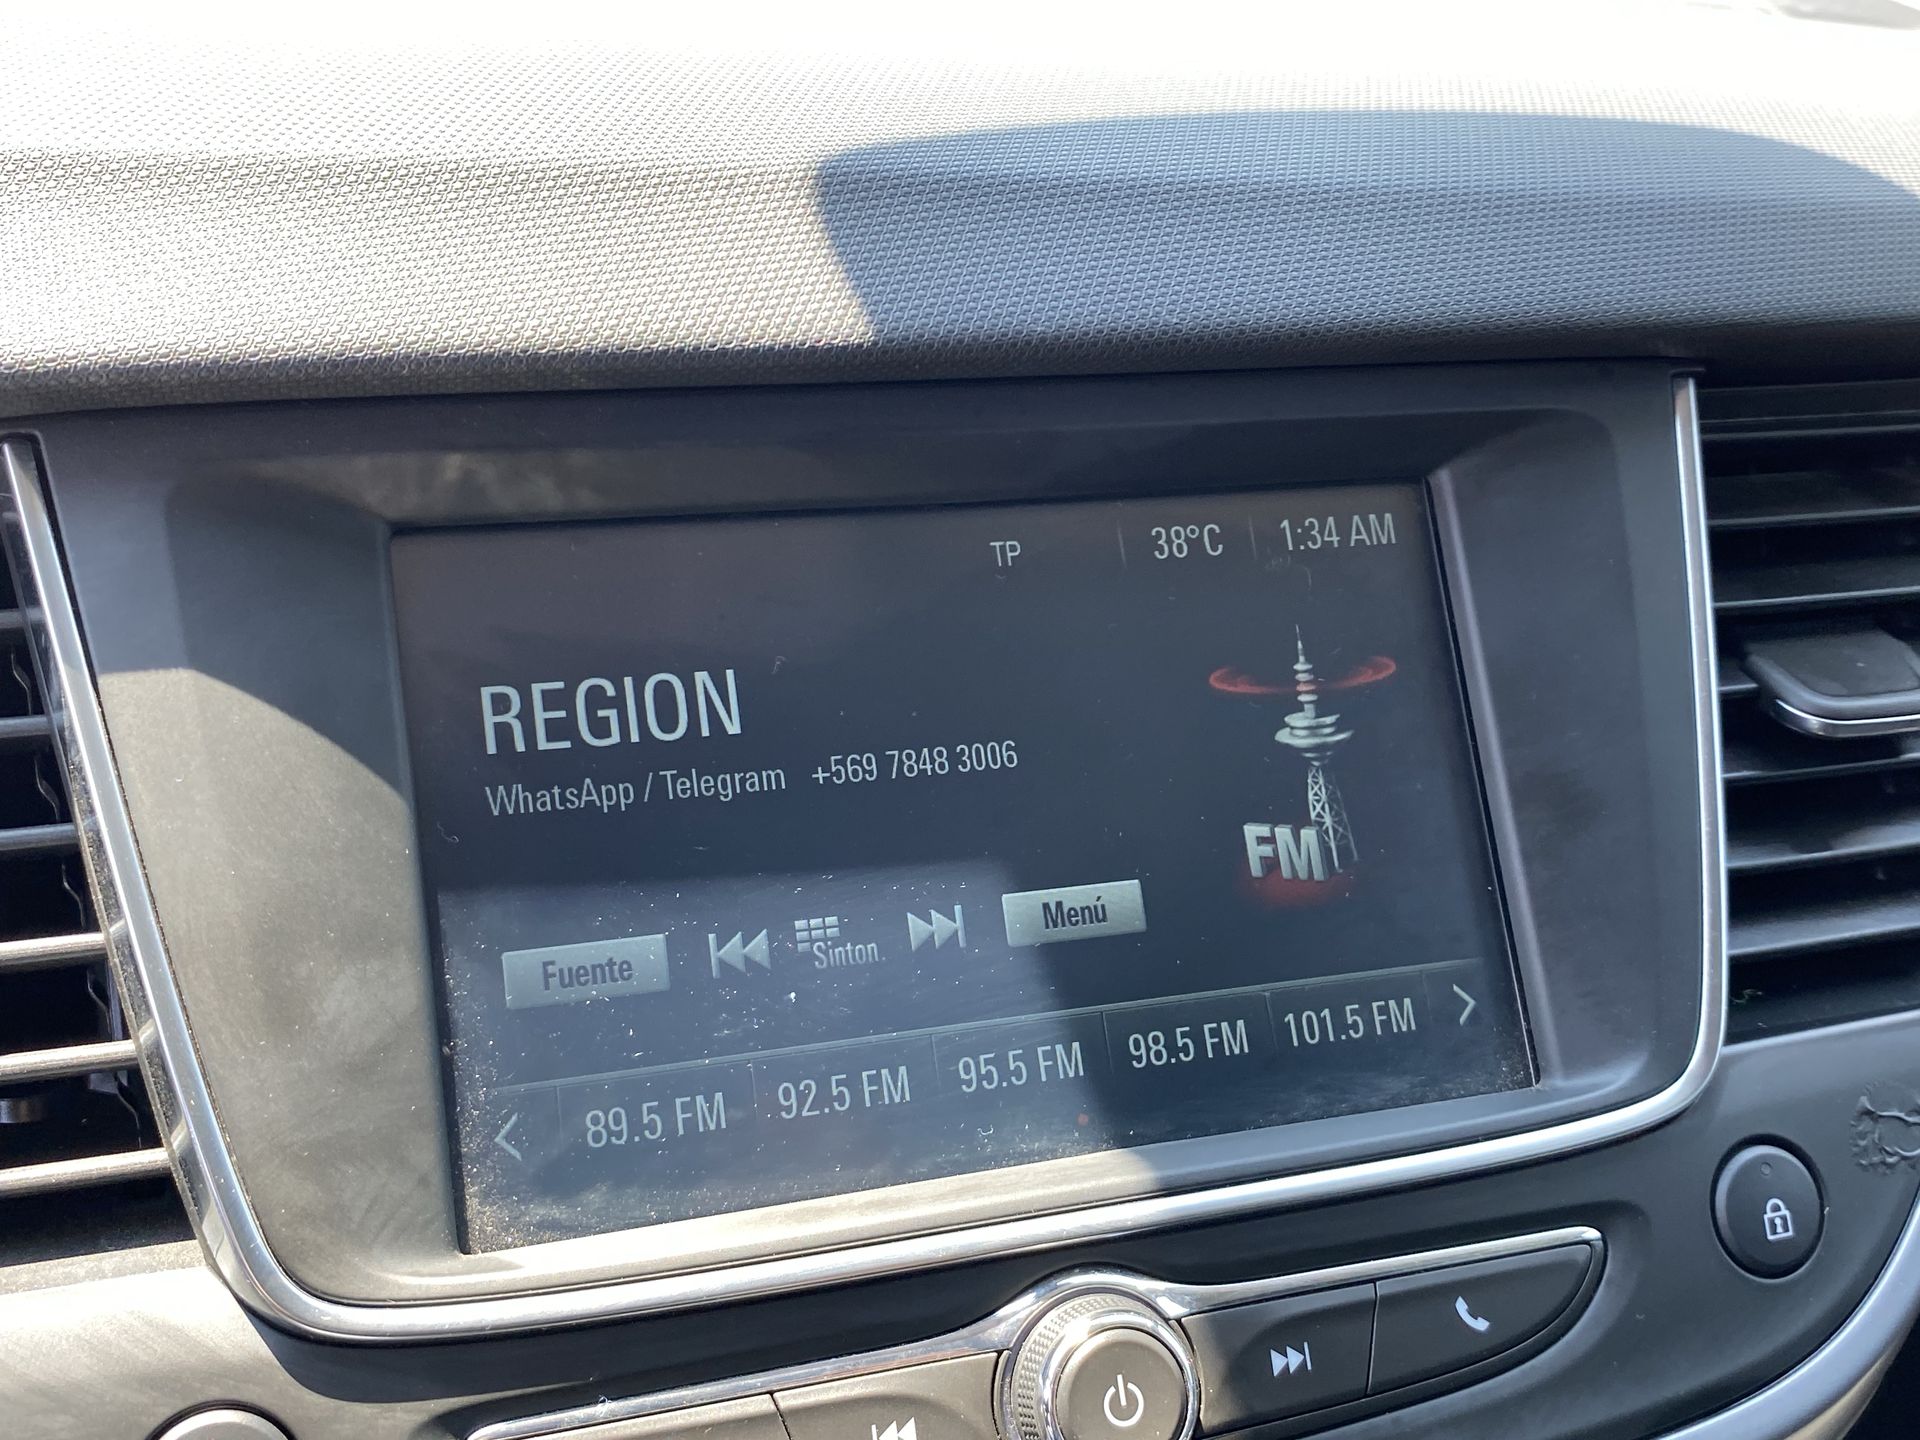 TP 38°C 1:34 AM
REGION
WhatsApp / Telegram +569 7848 3006
FM
Fuente Sinton. Menú
89.5 FM 92.5 FM 95.5 FM 98.5 FM 101.5 FM